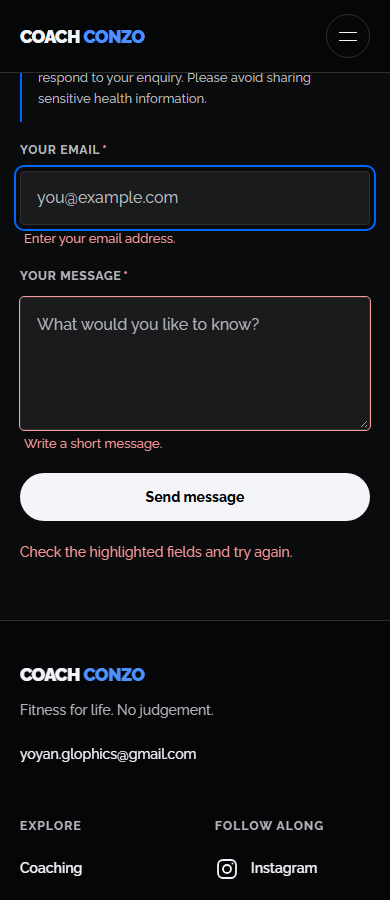 COACH CONZO
respond to your enquiry. Please avoid sharing
sensitive health information.
YOUR EMAIL *
you@example.com
Enter your email address.
YOUR MESSAGE *
What would you like to know?
Write a short message.
Send message
Check the highlighted fields and try again.
COACH CONZO
Fitness for life. No judgement.
yoyan.glophics@gmail.com
EXPLORE
FOLLOW ALONG
Coaching
Instagram